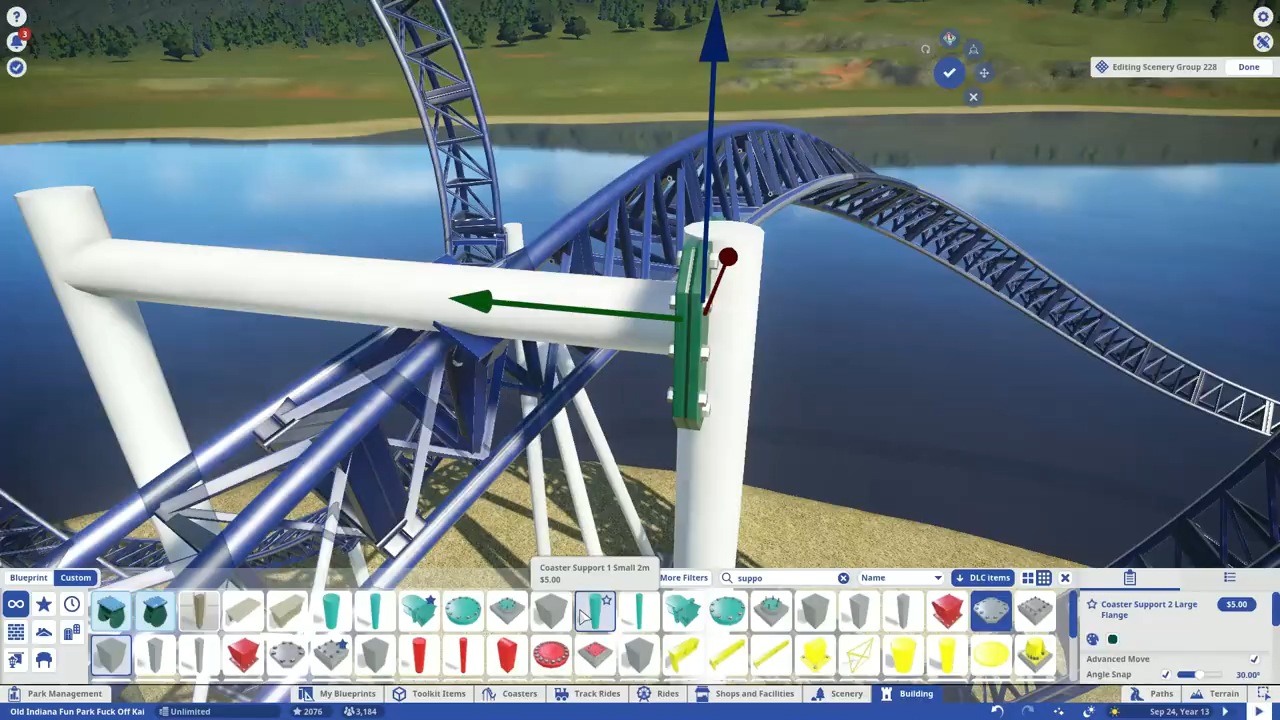 ?
3
Editing Scenery Group 228
Done
Coaster Support 1 Small 2m
$5.00
Blueprint
Custom
More Filters
suppo
Name
DLC items
Coaster Support 2 Large
Flange
$5.00
Advanced Move
Angle Snap
30.00°
Park Management
My Blueprints
Toolkit Items
Coasters
Track Rides
Rides
Shops and Facilities
Scenery
Building
Paths
Terrain
Old Indiana Fun Park Fuck Off Kai
Unlimited
2076
3,184
Sep 24, Year 13